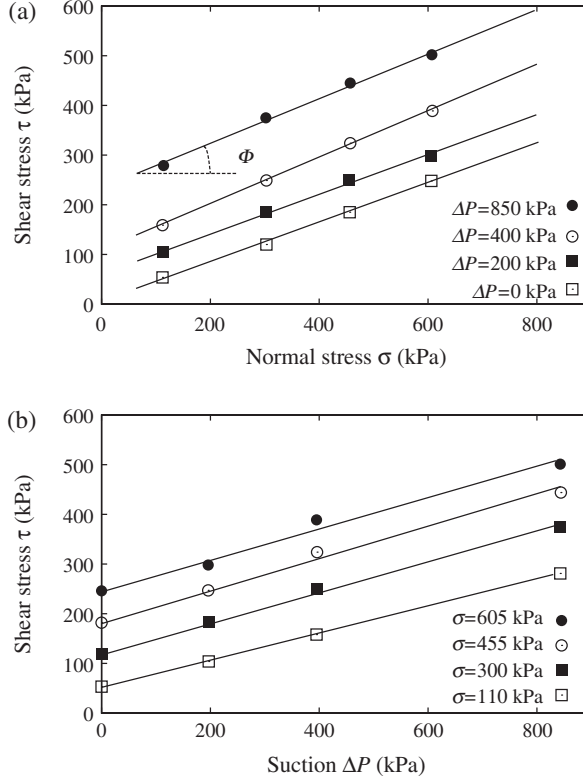 (a)
600
500
400
300
200
100
0
Shear stress τ (kPa)
Φ
ΔP=850 kPa
ΔP=400 kPa
ΔP=200 kPa
ΔP=0 kPa
0 200 400 600 800
Normal stress σ (kPa)
(b)
600
500
400
300
200
100
0
Shear stress τ (kPa)
σ=605 kPa
σ=455 kPa
σ=300 kPa
σ=110 kPa
0 200 400 600 800
Suction ΔP (kPa)